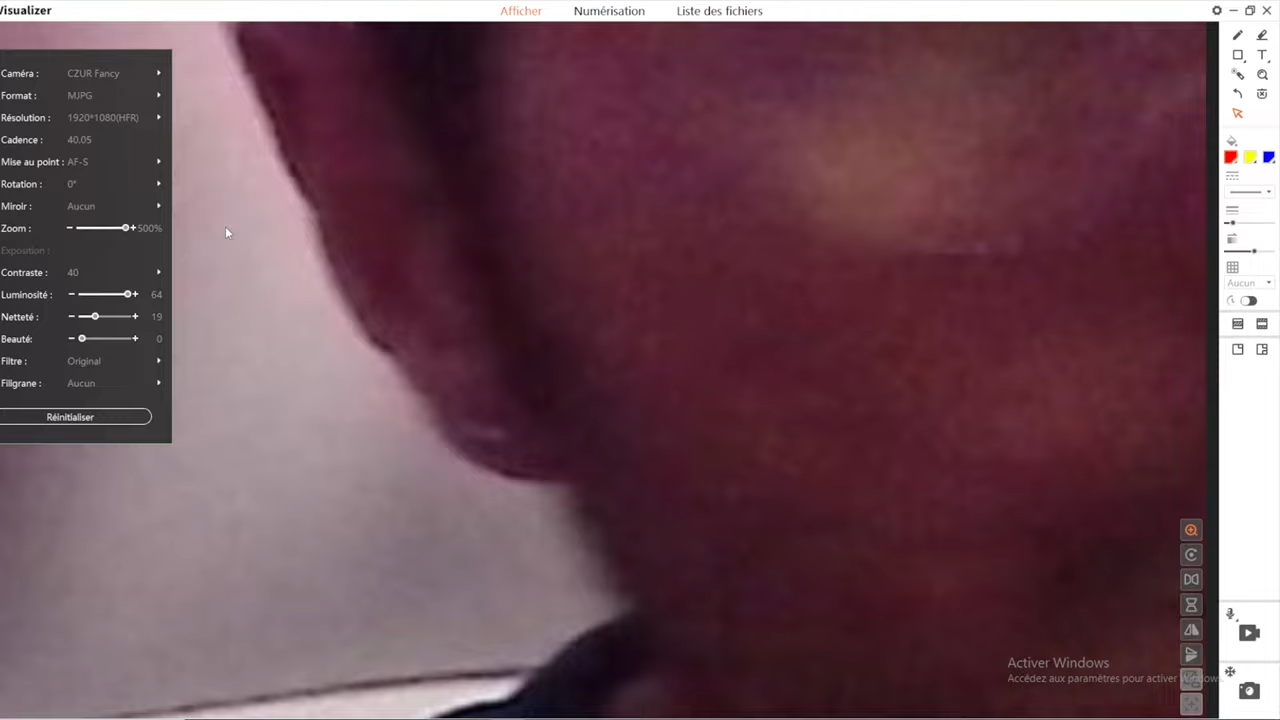 Visualizer
Afficher
Numérisation
Liste des fichiers
Caméra : CZUR Fancy
Format : MJPG
Résolution : 1920*1080(HFR)
Cadence : 40.05
Mise au point : AF-S
Rotation : 0°
Miroir : Aucun
Zoom : 500%
Exposition :
Contraste : 40
Luminosité : 64
Netteté : 19
Beauté: 0
Filtre : Original
Filigrane : Aucun
Réinitialiser
T
Aucun
Activer Windows
Accédez aux paramètres pour activer Windows.